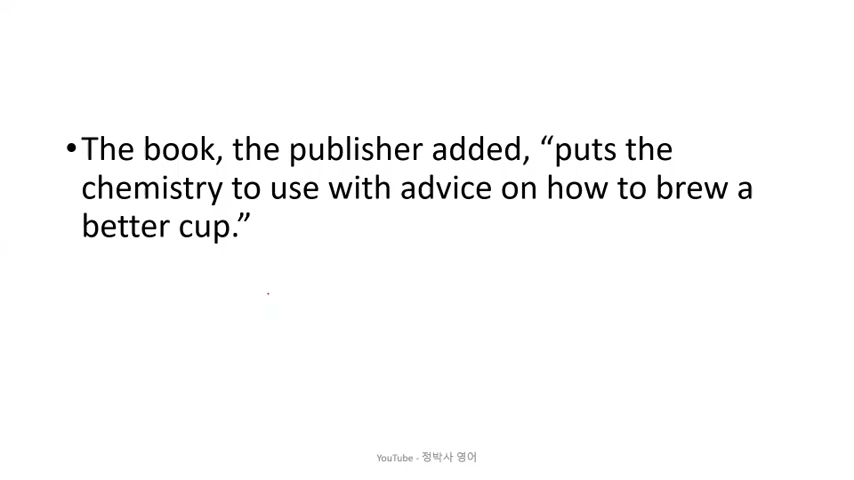 •The book, the publisher added, “puts the
chemistry to use with advice on how to brew a
better cup.”
YouTube - 정박사 영어